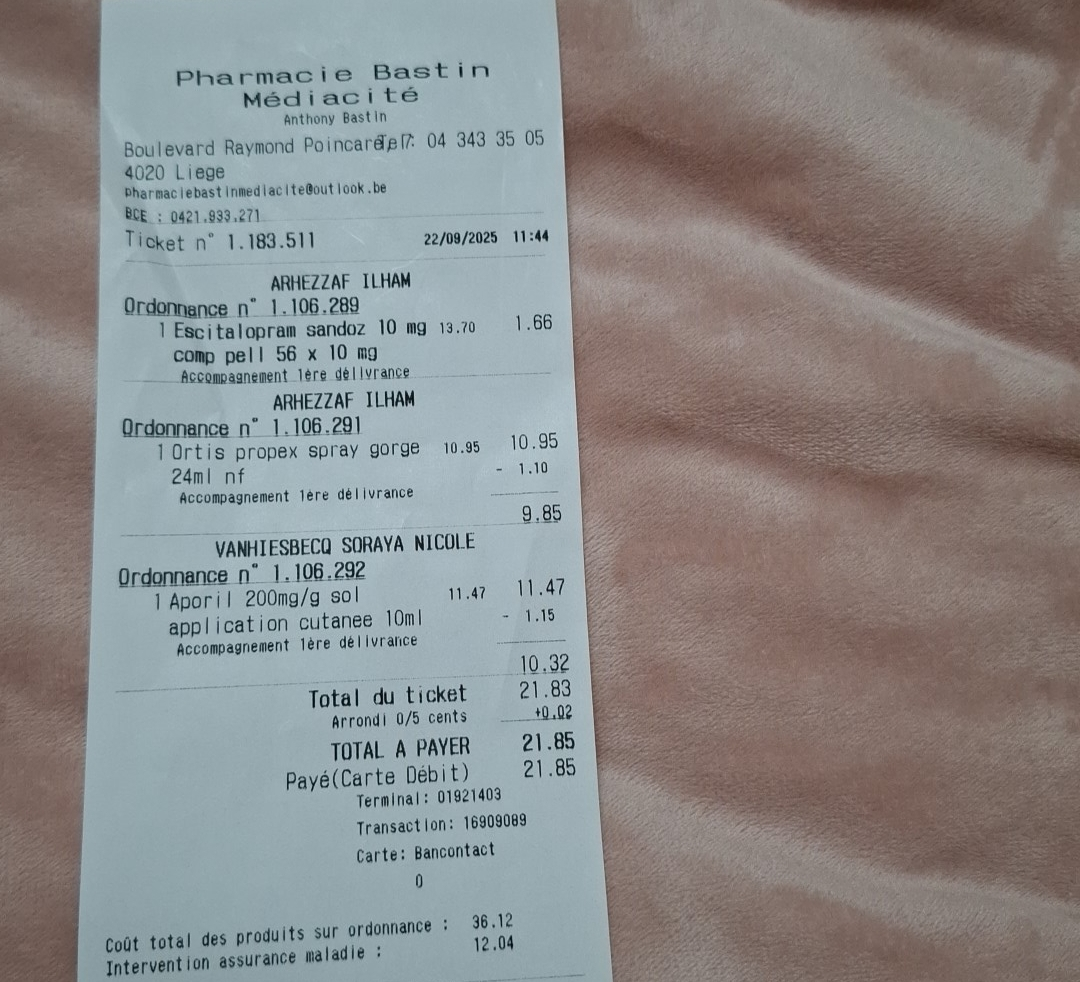 Pharmacie Bastin
Médiacité
Anthony Bastin
Boulevard Raymond Poincaré 7 Tel: 04 343 35 05
4020 Liege
pharmaciebastinmediacite@outlook.be
BCE : 0421.933.271
Ticket n° 1.183.511 22/09/2025 11:44
ARHEZZAF ILHAM
Ordonnance n° 1.106.289
1 Escitalopram sandoz 10 mg 13.70 1.66
comp pell 56 x 10 mg
Accompagnement 1ère délivrance
ARHEZZAF ILHAM
Ordonnance n° 1.106.291
1 Ortis propex spray gorge 10.95 10.95
24ml nf - 1.10
Accompagnement 1ère délivrance
9.85
VANHIESBECQ SORAYA NICOLE
Ordonnance n° 1.106.292
1 Aporil 200mg/g sol 11.47 11.47
application cutanee 10ml - 1.15
Accompagnement 1ère délivrance
10.32
Total du ticket 21.83
Arrondi 0/5 cents +0.02
TOTAL A PAYER 21.85
Payé(Carte Débit) 21.85
Terminal: 01921403
Transaction: 16909089
Carte: Bancontact
0
Coût total des produits sur ordonnance : 36.12
Intervention assurance maladie : 12.04